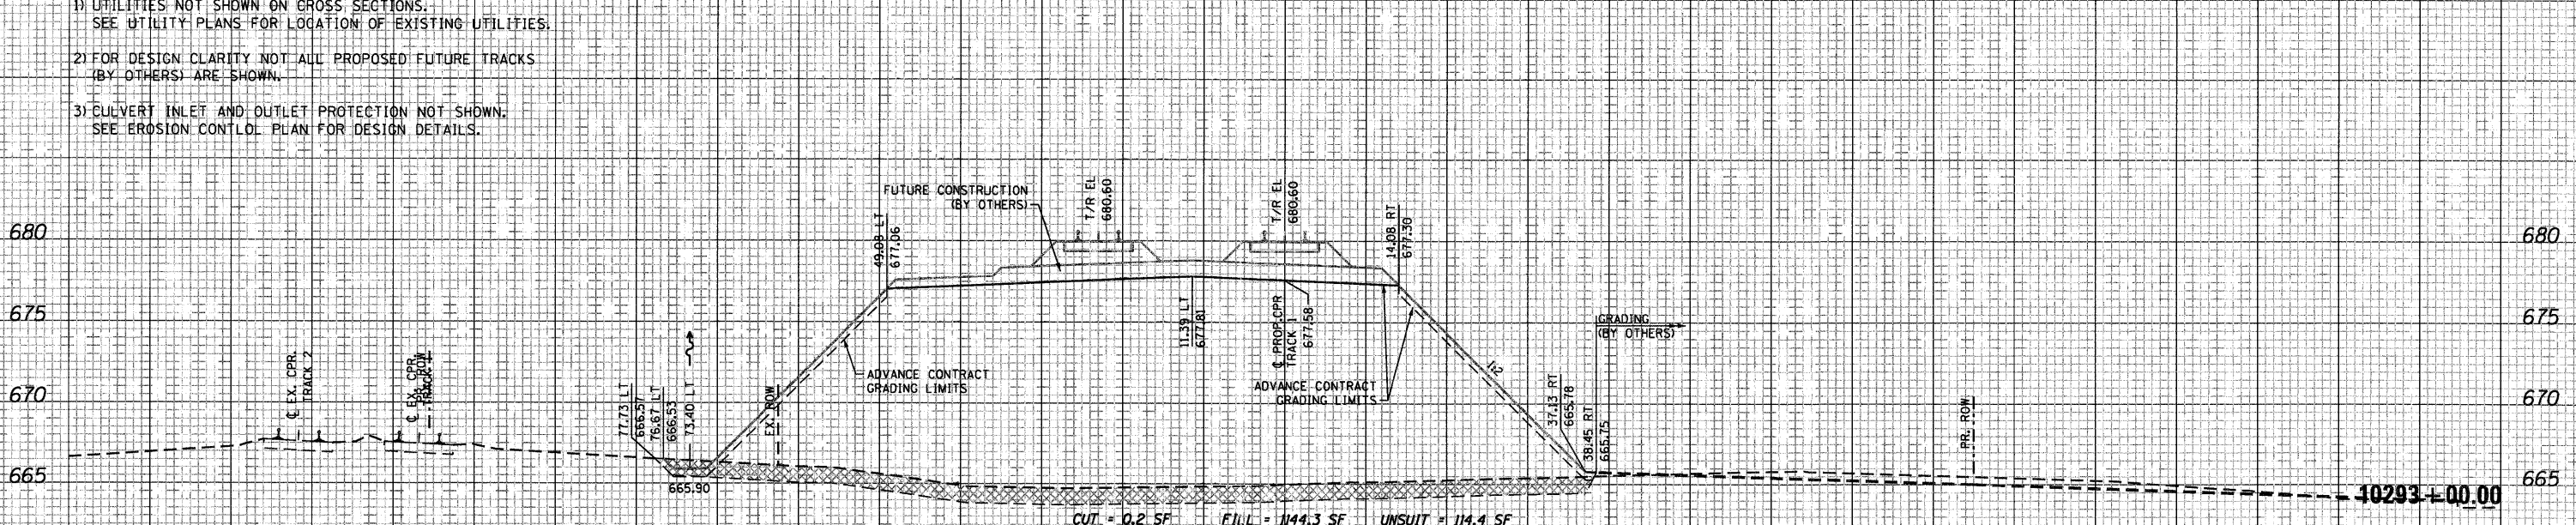 1) UTILITIES NOT SHOWN ON CROSS SECTIONS.
SEE UTILITY PLANS FOR LOCATION OF EXISTING UTILITIES.
2) FOR DESIGN CLARITY NOT ALL PROPOSED FUTURE TRACKS
(BY OTHERS) ARE SHOWN.
3) CULVERT INLET AND OUTLET PROTECTION NOT SHOWN.
SEE EROSION CONTLOL PLAN FOR DESIGN DETAILS.
FUTURE CONSTRUCTION
(BY OTHERS)
T/R EL
680.60
T/R EL
680.60
49.08 LT
677.06
14.08 RT
677.30
680
680
675
675
670
670
665
665
11.39 LT
677.81
℄ PROP. CPR
TRACK 1
677.58
GRADING
(BY OTHERS)
ADVANCE CONTRACT
GRADING LIMITS
ADVANCE CONTRACT
GRADING LIMITS
1:2
℄ EX. CPR.
TRACK 2
℄ EX. CPR
TRACK 1
PR. ROW
77.73 LT
666.57
76.67 LT
666.53
73.40 LT
EX. ROW
37.13 RT
665.78
38.45 RT
665.75
PR. ROW
665.90
10293+00.00
CUT = 0.2 SF FILL = 1144.3 SF UNSUIT = 114.4 SF